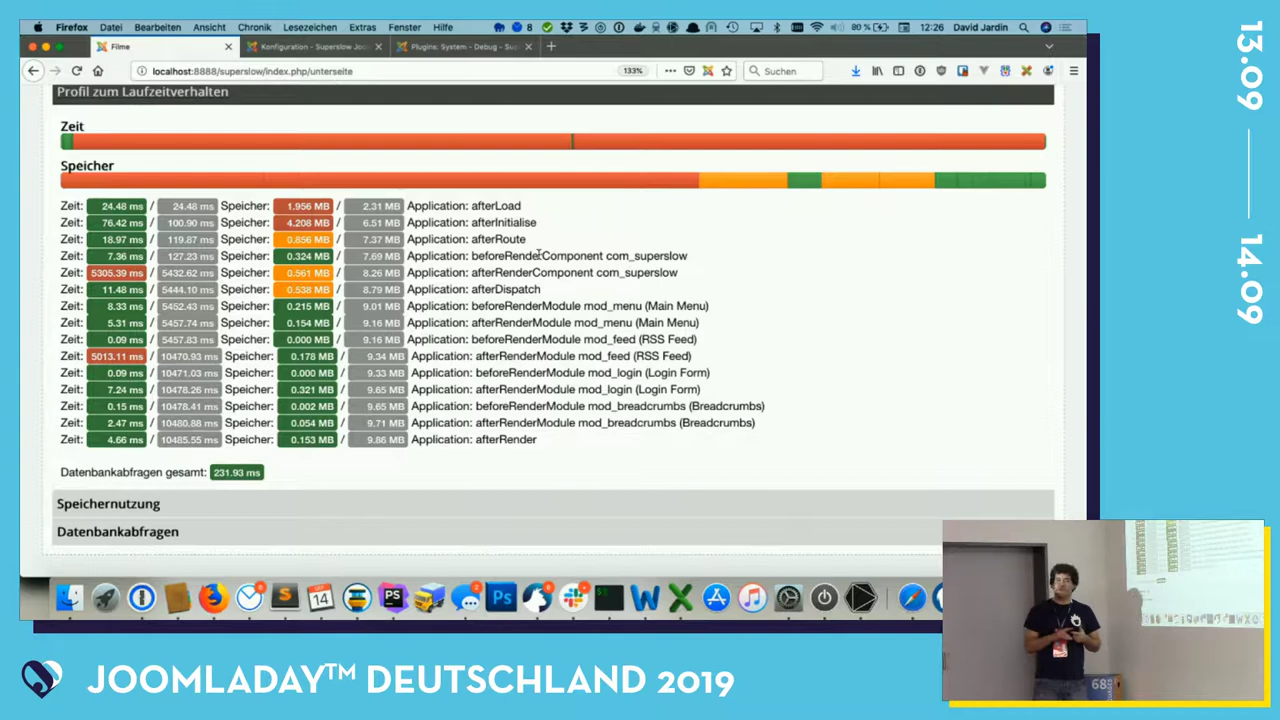 Firefox Datei Bearbeiten Ansicht Chronik Lesezeichen Extras Fenster Hilfe 8 80 % 12:26 David Jardin
Filme Konfiguration - Superslow Joo Plugins: System - Debug - Su
localhost:8888/superslow/index.php/unterseite 133% Suchen
Profil zum Laufzeitverhalten
Zeit
Speicher
Zeit: 24.48 ms / 24.48 ms Speicher: 1.956 MB / 2.31 MB Application: afterLoad
Zeit: 76.42 ms / 100.90 ms Speicher: 4.208 MB / 6.51 MB Application: afterInitialise
Zeit: 18.97 ms / 119.87 ms Speicher: 0.856 MB / 7.37 MB Application: afterRoute
Zeit: 7.36 ms / 127.23 ms Speicher: 0.324 MB / 7.69 MB Application: beforeRenderComponent com_superslow
Zeit: 5305.39 ms / 5432.62 ms Speicher: 0.561 MB / 8.26 MB Application: afterRenderComponent com_superslow
Zeit: 11.48 ms / 5444.10 ms Speicher: 0.538 MB / 8.79 MB Application: afterDispatch
Zeit: 8.33 ms / 5452.43 ms Speicher: 0.215 MB / 9.01 MB Application: beforeRenderModule mod_menu (Main Menu)
Zeit: 5.31 ms / 5457.74 ms Speicher: 0.154 MB / 9.16 MB Application: afterRenderModule mod_menu (Main Menu)
Zeit: 0.09 ms / 5457.83 ms Speicher: 0.000 MB / 9.16 MB Application: beforeRenderModule mod_feed (RSS Feed)
Zeit: 5013.11 ms / 10470.93 ms Speicher: 0.178 MB / 9.34 MB Application: afterRenderModule mod_feed (RSS Feed)
Zeit: 0.09 ms / 10471.03 ms Speicher: 0.000 MB / 9.33 MB Application: beforeRenderModule mod_login (Login Form)
Zeit: 7.24 ms / 10478.26 ms Speicher: 0.321 MB / 9.65 MB Application: afterRenderModule mod_login (Login Form)
Zeit: 0.15 ms / 10478.41 ms Speicher: 0.002 MB / 9.65 MB Application: beforeRenderModule mod_breadcrumbs (Breadcrumbs)
Zeit: 2.47 ms / 10480.88 ms Speicher: 0.054 MB / 9.71 MB Application: afterRenderModule mod_breadcrumbs (Breadcrumbs)
Zeit: 4.66 ms / 10485.55 ms Speicher: 0.153 MB / 9.86 MB Application: afterRender
Datenbankabfragen gesamt: 231.93 ms
Speichernutzung
Datenbankabfragen
14
Ps
68
JOOMLADAY™ DEUTSCHLAND 2019
13.09
14.09